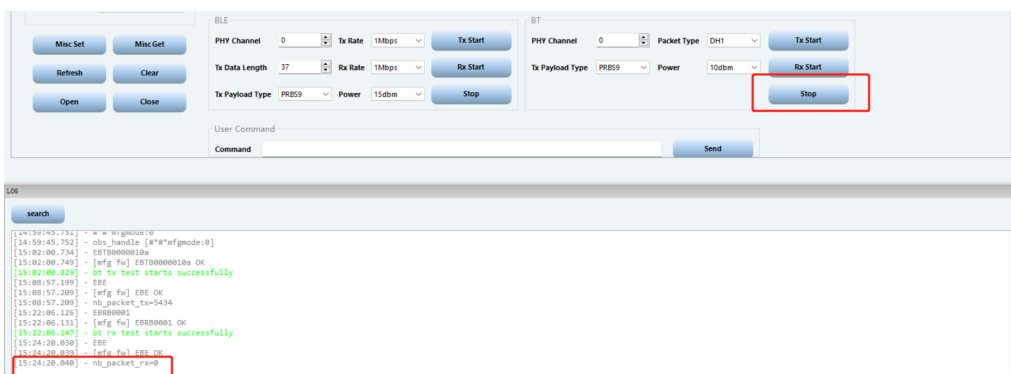 BLE
BT
Misc Set Misc Get
PHY Channel 0 Tx Rate 1Mbps Tx Start
PHY Channel 0 Packet Type DH1 Tx Start
Refresh Clear
Tx Data Length 37 Rx Rate 1Mbps Rx Start
Tx Payload Type PRBS9 Power 10dbm Rx Start
Open Close
Tx Payload Type PRBS9 Power 15dbm Stop
Stop
User Command
Command Send
LOG
search
[14:59:45.751] - #*#*mfgmode:0
[14:59:45.752] - obs_handle [#*#*mfgmode:0]
[15:02:00.734] - EBTB0000010a
[15:02:00.749] - [mfg fw] EBTB0000010a OK
[15:02:00.829] - bt tx test starts successfully
[15:08:57.199] - EBE
[15:08:57.209] - [mfg fw] EBE OK
[15:08:57.209] - nb_packet_tx=5434
[15:22:06.126] - EBRB0001
[15:22:06.131] - [mfg fw] EBRB0001 OK
[15:22:06.147] - bt rx test starts successfully
[15:24:20.030] - EBE
[15:24:20.039] - [mfg fw] EBE OK
[15:24:20.040] - nb_packet_rx=0